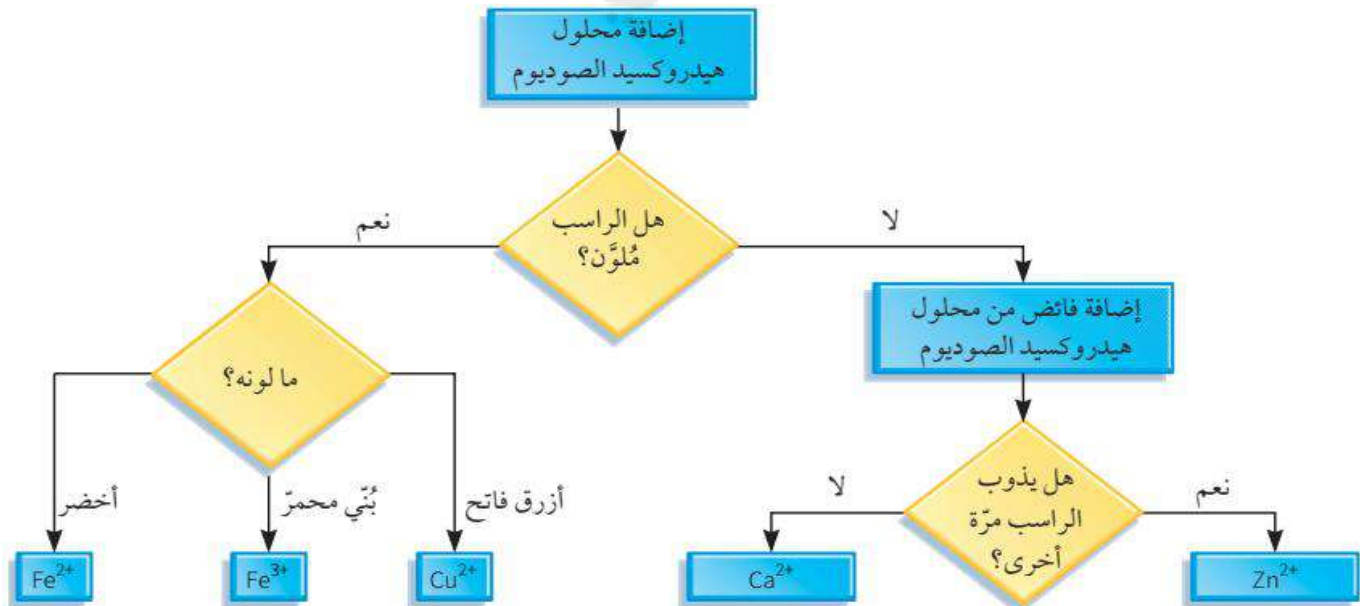 إضافة محلول
هيدروكسيد الصوديوم
هل الراسب
مُلوَّن؟
لا
نعم
إضافة فائض من محلول
هيدروكسيد الصوديوم
ما لونه؟
هل يذوب
الراسب مرّة
أخرى؟
نعم
لا
أزرق فاتح
بُنّي محمرّ
أخضر
Zn²⁺
Ca²⁺
Cu²⁺
Fe³⁺
Fe²⁺